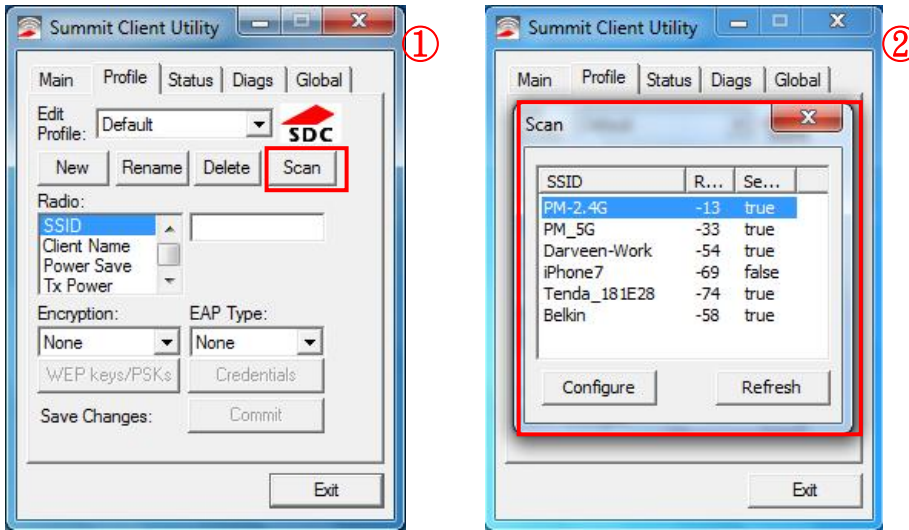 Summit Client Utility
①
Main Profile Status Diags Global
Edit Profile: Default
SDC
New Rename Delete Scan
Radio:
SSID
Client Name
Power Save
Tx Power
Encryption: EAP Type:
None None
WEP keys/PSKs Credentials
Save Changes: Commit
Exit
Summit Client Utility
②
Main Profile Status Diags Global
Scan
SSID R... Se...
PM-2.4G -13 true
PM_5G -33 true
Darveen-Work -54 true
iPhone7 -69 false
Tenda_181E28 -74 true
Belkin -58 true
Configure Refresh
Exit